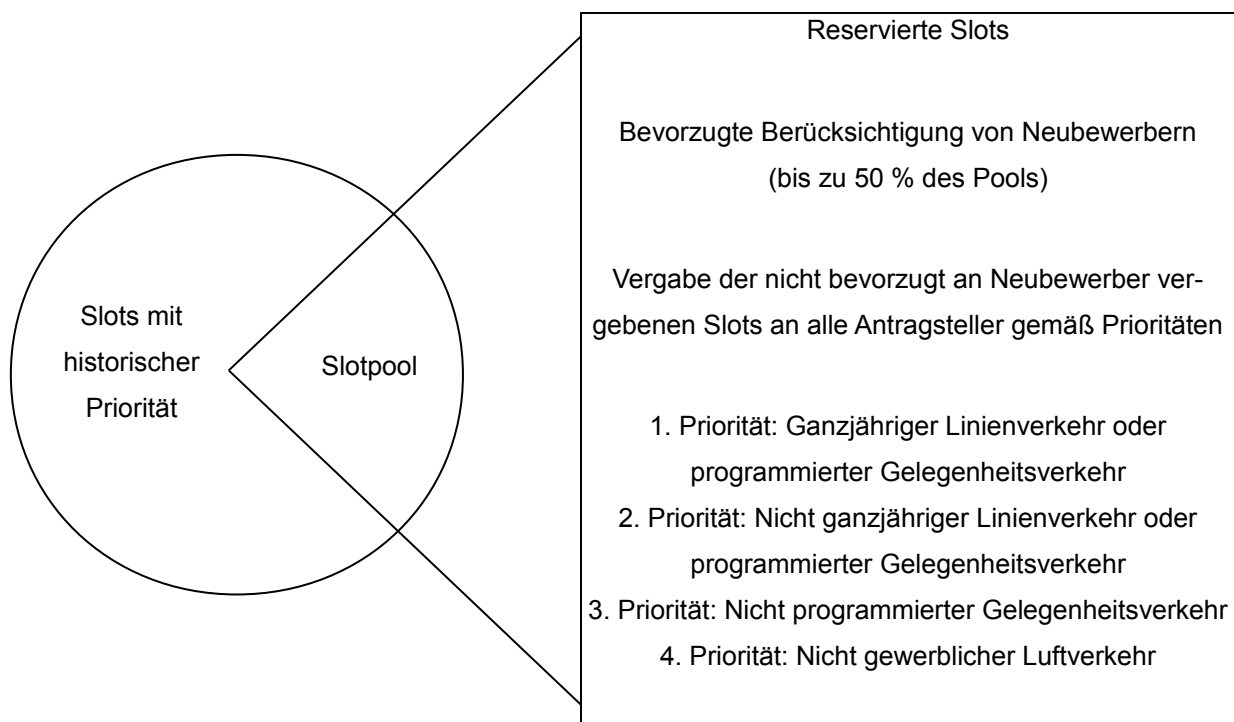 Slots mit
historischer
Priorität
Slotpool
Reservierte Slots
Bevorzugte Berücksichtigung von Neubewerbern
(bis zu 50 % des Pools)
Vergabe der nicht bevorzugt an Neubewerber ver-
gebenen Slots an alle Antragsteller gemäß Prioritäten
1. Priorität: Ganzjähriger Linienverkehr oder
programmierter Gelegenheitsverkehr
2. Priorität: Nicht ganzjähriger Linienverkehr oder
programmierter Gelegenheitsverkehr
3. Priorität: Nicht programmierter Gelegenheitsverkehr
4. Priorität: Nicht gewerblicher Luftverkehr